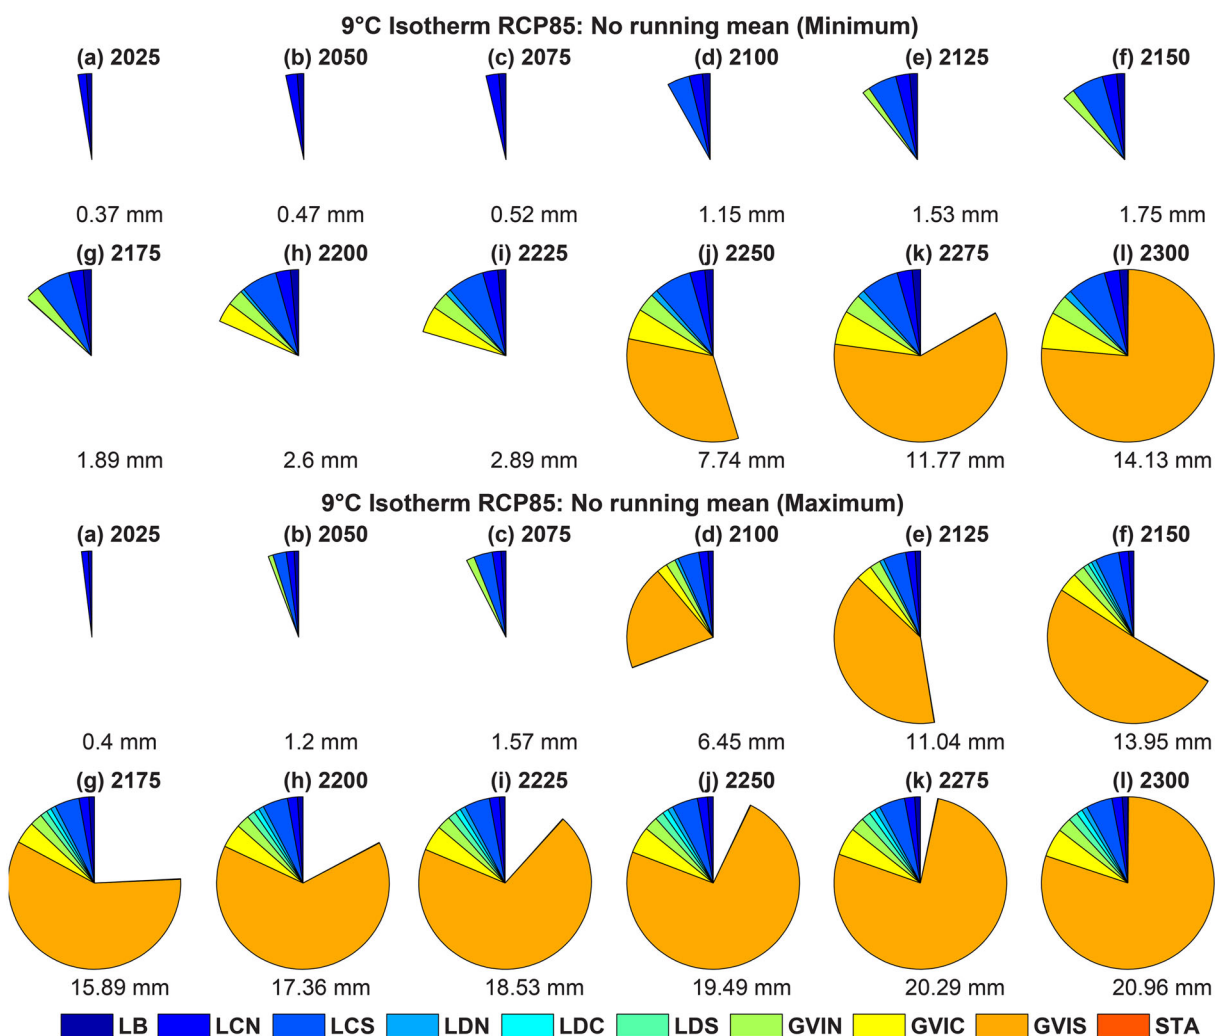 9°C Isotherm RCP85: No running mean (Minimum)
(a) 2025 (b) 2050 (c) 2075 (d) 2100 (e) 2125 (f) 2150
0.37 mm 0.47 mm 0.52 mm 1.15 mm 1.53 mm 1.75 mm
(g) 2175 (h) 2200 (i) 2225 (j) 2250 (k) 2275 (l) 2300
1.89 mm 2.6 mm 2.89 mm 7.74 mm 11.77 mm 14.13 mm
9°C Isotherm RCP85: No running mean (Maximum)
(a) 2025 (b) 2050 (c) 2075 (d) 2100 (e) 2125 (f) 2150
0.4 mm 1.2 mm 1.57 mm 6.45 mm 11.04 mm 13.95 mm
(g) 2175 (h) 2200 (i) 2225 (j) 2250 (k) 2275 (l) 2300
15.89 mm 17.36 mm 18.53 mm 19.49 mm 20.29 mm 20.96 mm
LB LCN LCS LDN LDC LDS GVIN GVIC GVIS STA